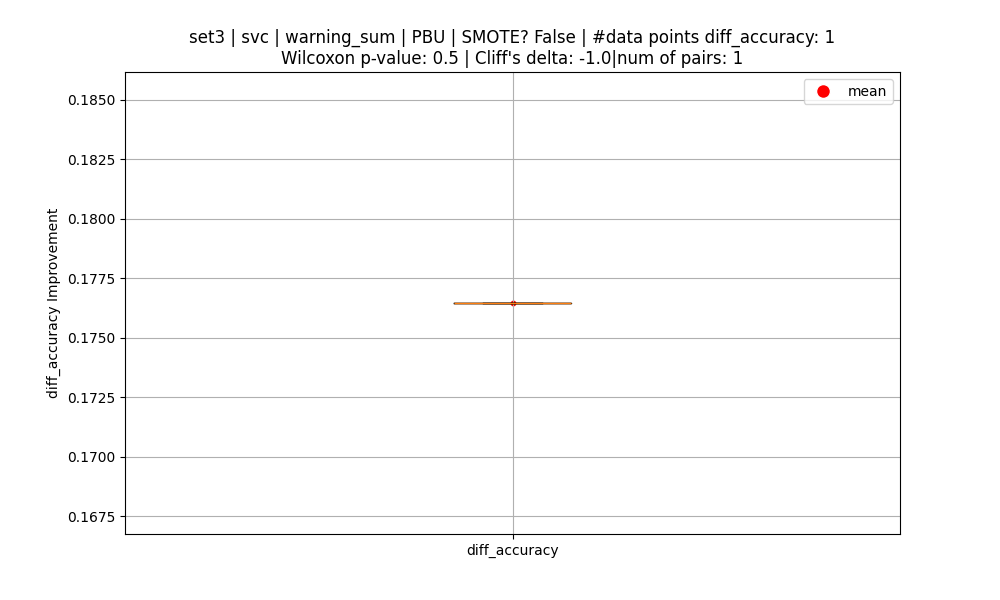 set3 | svc | warning_sum | PBU | SMOTE? False | #data points diff_accuracy: 1
Wilcoxon p-value: 0.5 | Cliff's delta: -1.0|num of pairs: 1
mean
0.1850
0.1825
0.1800
0.1775
0.1750
0.1725
0.1700
0.1675
diff_accuracy Improvement
diff_accuracy